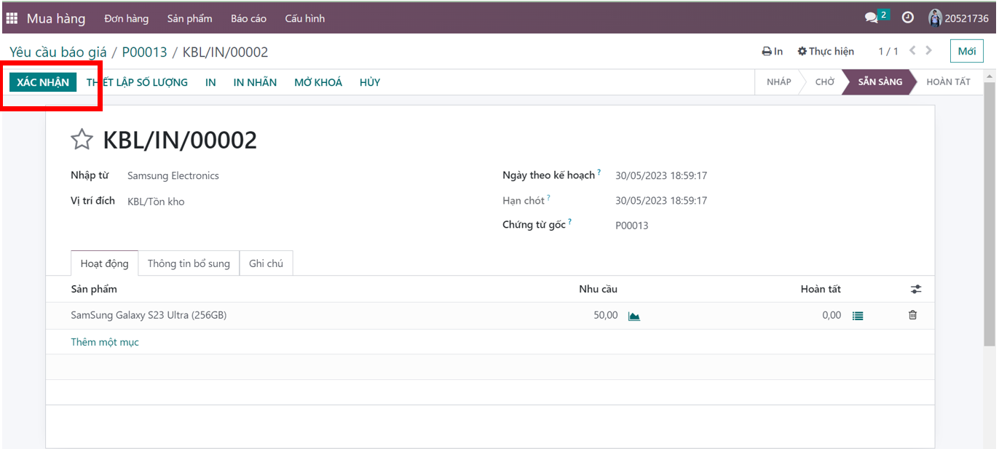 Mua hàng Đơn hàng Sản phẩm Báo cáo Cấu hình 2 20521736
Yêu cầu báo giá / P00013 / KBL/IN/00002 In Thực hiện 1 / 1 Mới
XÁC NHẬN THIẾT LẬP SỐ LƯỢNG IN IN NHÃN MỞ KHOÁ HỦY NHÁP CHỜ SẴN SÀNG HOÀN TẤT
KBL/IN/00002
Nhập từ Samsung Electronics Ngày theo kế hoạch ? 30/05/2023 18:59:17
Vị trí đích KBL/Tồn kho Hạn chót ? 30/05/2023 18:59:17
Chứng từ gốc ? P00013
Hoạt động Thông tin bổ sung Ghi chú
Sản phẩm Nhu cầu Hoàn tất
SamSung Galaxy S23 Ultra (256GB) 50,00 0,00
Thêm một mục